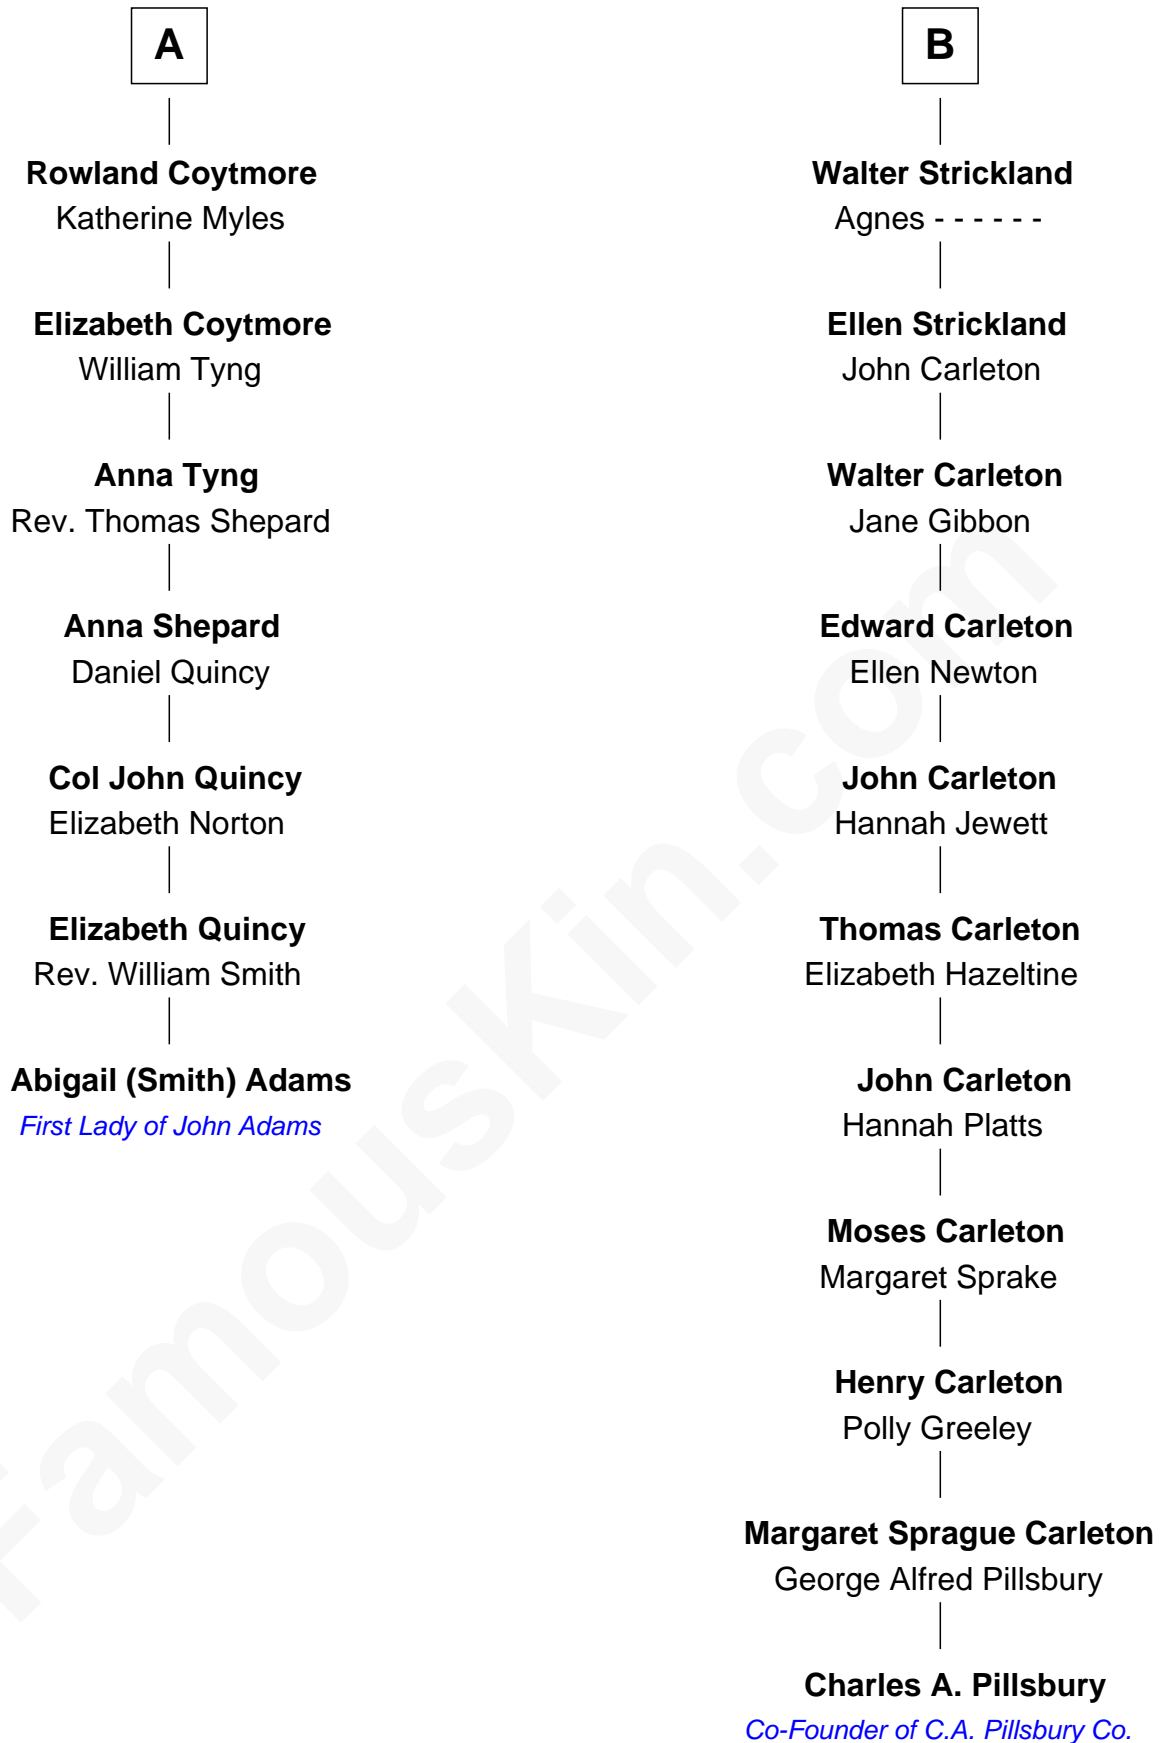 A
Rowland Coytmore
Katherine Myles
Elizabeth Coytmore
William Tyng
Anna Tyng
Rev. Thomas Shepard
Anna Shepard
Daniel Quincy
Col John Quincy
Elizabeth Norton
Elizabeth Quincy
Rev. William Smith
Abigail (Smith) Adams
First Lady of John Adams
B
Walter Strickland
Agnes - - - - - -
Ellen Strickland
John Carleton
Walter Carleton
Jane Gibbon
Edward Carleton
Ellen Newton
John Carleton
Hannah Jewett
Thomas Carleton
Elizabeth Hazeltine
John Carleton
Hannah Platts
Moses Carleton
Margaret Sprake
Henry Carleton
Polly Greeley
Margaret Sprague Carleton
George Alfred Pillsbury
Charles A. Pillsbury
Co-Founder of C.A. Pillsbury Co.
FamousKin.com